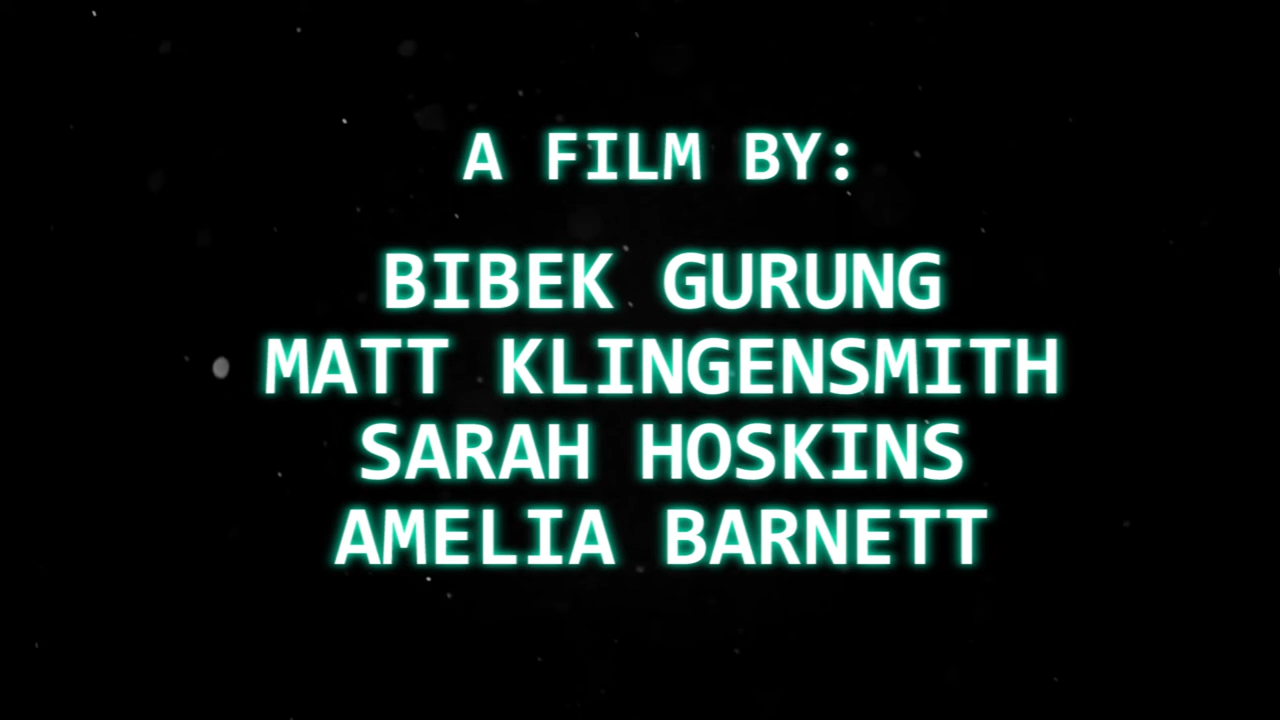 A FILM BY:
BIBEK GURUNG
MATT KLINGENSMITH
SARAH HOSKINS
AMELIA BARNETT